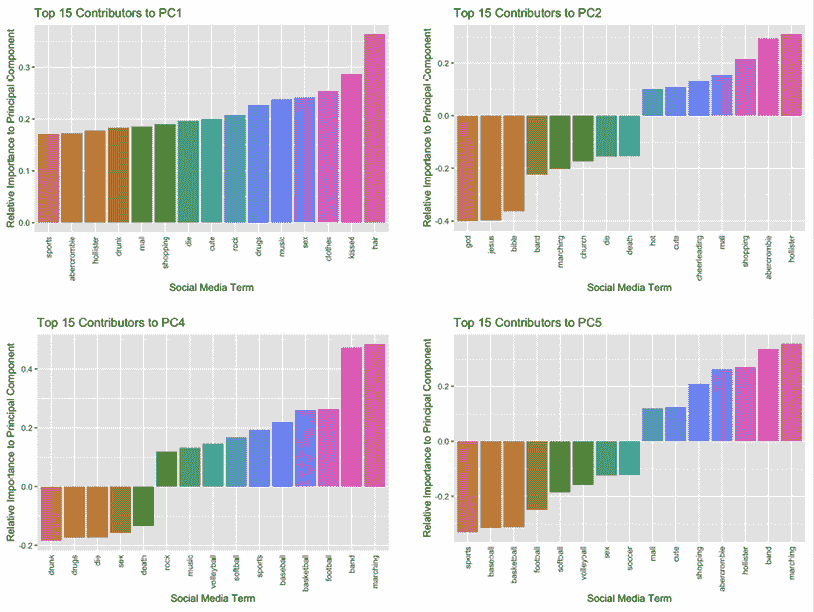 Top 15 Contributors to PC1
Relative Importance to Principal Component
0.3
0.2
0.1
0.0
sports
abercrombie
hollister
drunk
mall
shopping
die
cute
rock
drugs
music
sex
clothes
kissed
hair
Social Media Term
Top 15 Contributors to PC2
Relative Importance to Principal Component
0.2
0.0
-0.2
-0.4
god
jesus
bible
band
marching
church
die
death
hot
cute
cheerleading
mall
shopping
abercrombie
hollister
Social Media Term
Top 15 Contributors to PC4
Relative Importance to Principal Component
0.4
0.2
0.0
-0.2
drunk
drugs
die
sex
death
rock
music
volleyball
softball
sports
baseball
basketball
football
band
marching
Social Media Term
Top 15 Contributors to PC5
Relative Importance to Principal Component
0.2
0.0
-0.2
sports
baseball
basketball
football
softball
volleyball
sex
soccer
mall
cute
shopping
abercrombie
hollister
band
marching
Social Media Term